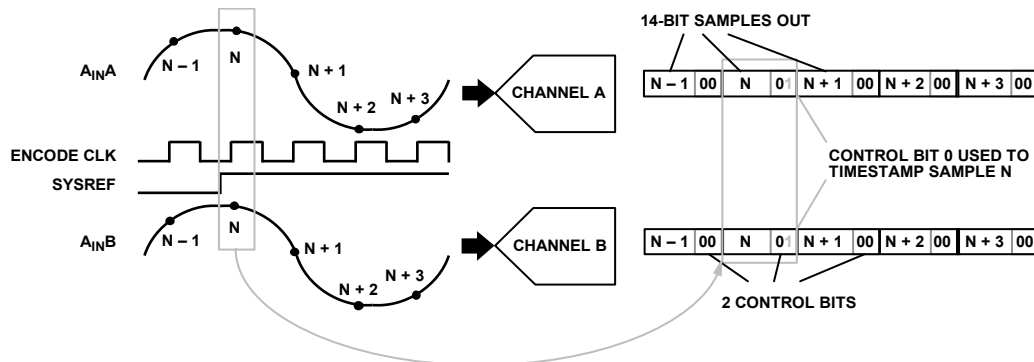 14-BIT SAMPLES OUT
AINA
N – 1
N
N + 1
N + 2
N + 3
CHANNEL A
N – 1 00 N 01 N + 1 00 N + 2 00 N + 3 00
ENCODE CLK
SYSREF
CONTROL BIT 0 USED TO
TIMESTAMP SAMPLE N
AINB
N – 1
N
N + 1
N + 2
N + 3
CHANNEL B
N – 1 00 N 01 N + 1 00 N + 2 00 N + 3 00
2 CONTROL BITS